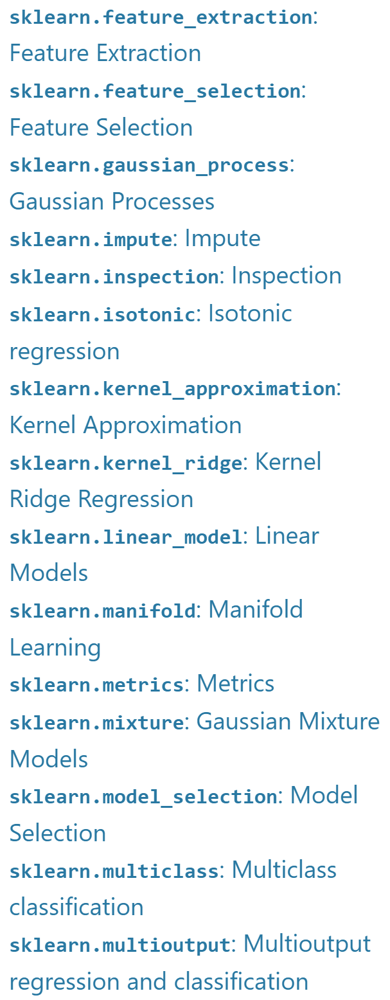 sklearn.feature_extraction:
Feature Extraction
sklearn.feature_selection:
Feature Selection
sklearn.gaussian_process:
Gaussian Processes
sklearn.impute: Impute
sklearn.inspection: Inspection
sklearn.isotonic: Isotonic
regression
sklearn.kernel_approximation:
Kernel Approximation
sklearn.kernel_ridge: Kernel
Ridge Regression
sklearn.linear_model: Linear
Models
sklearn.manifold: Manifold
Learning
sklearn.metrics: Metrics
sklearn.mixture: Gaussian Mixture
Models
sklearn.model_selection: Model
Selection
sklearn.multiclass: Multiclass
classification
sklearn.multioutput: Multioutput
regression and classification